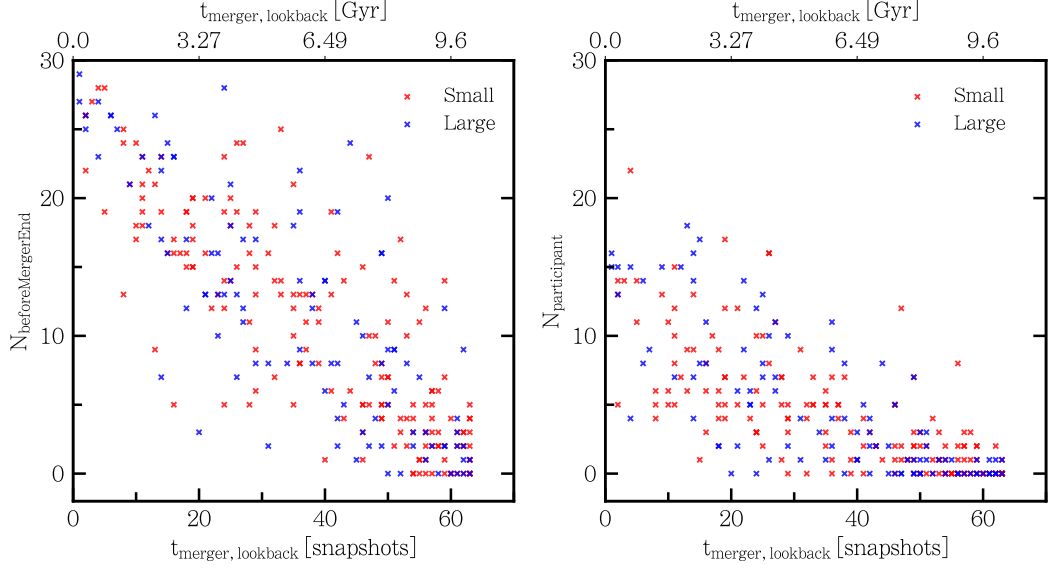 t_merger, lookback [Gyr]
0.0 3.27 6.49 9.6
30
20
10
0
N_beforeMergerEnd
Small
Large
0 20 40 60
t_merger, lookback [snapshots]
t_merger, lookback [Gyr]
0.0 3.27 6.49 9.6
30
20
10
0
N_participant
Small
Large
0 20 40 60
t_merger, lookback [snapshots]